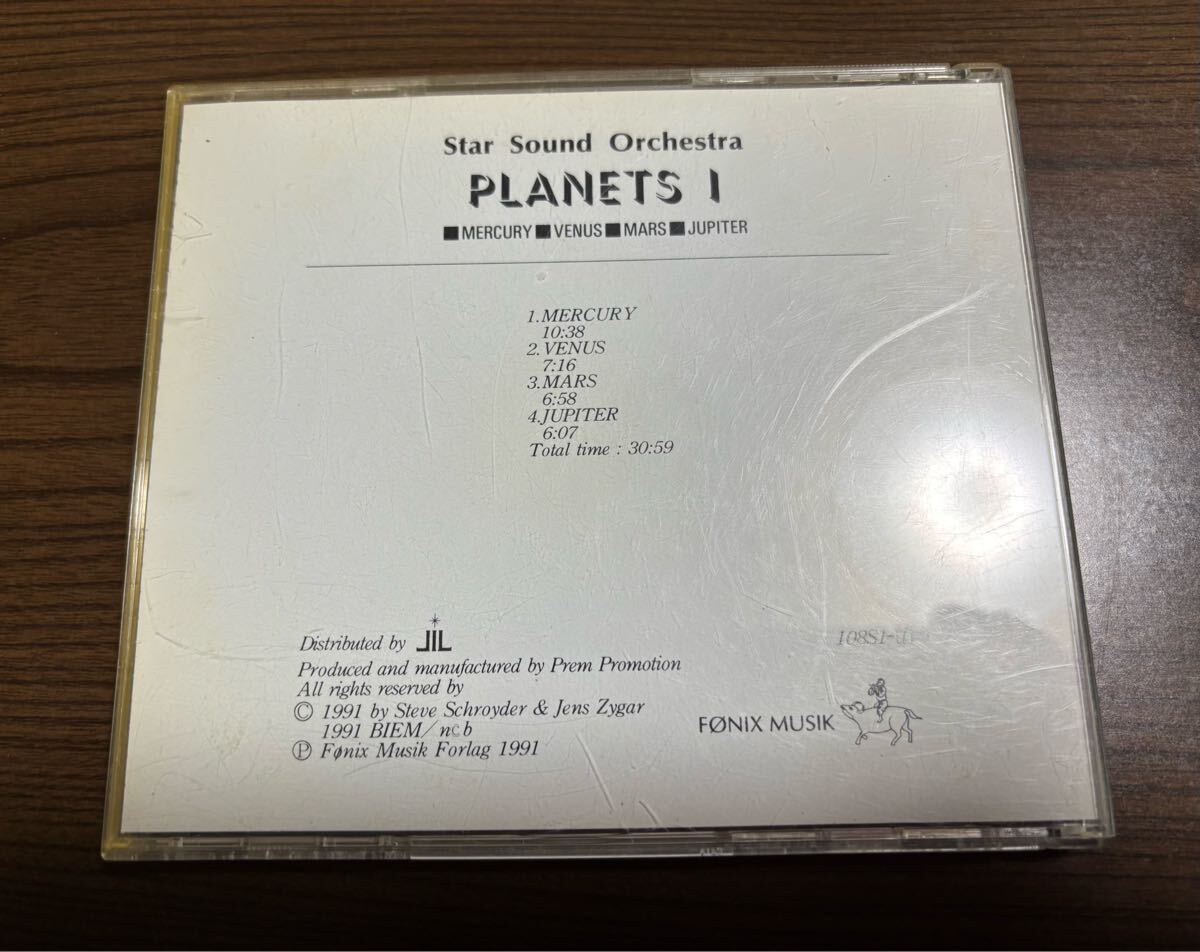 Star Sound Orchestra
PLANETS I
■MERCURY■VENUS■MARS■JUPITER
1.MERCURY
10:38
2.VENUS
7:16
3.MARS
6:58
4.JUPITER
6:07
Total time : 30:59
Distributed by JIL
Produced and manufactured by Prem Promotion
All rights reserved by
© 1991 by Steve Schroyder & Jens Zygar
1991 BIEM/ncb
℗ Fønix Musik Forlag 1991
FØNIX MUSIK